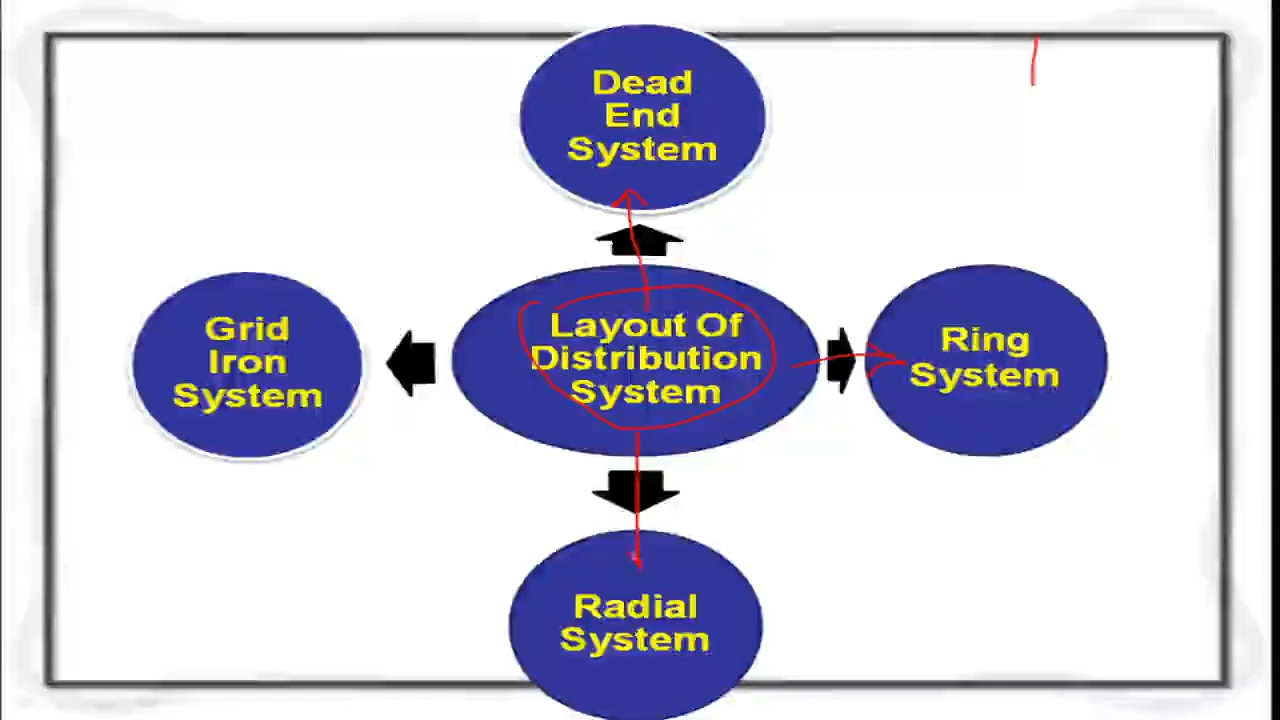 Dead
End
System
Grid
Iron
System
Layout Of
Distribution
System
Ring
System
Radial
System